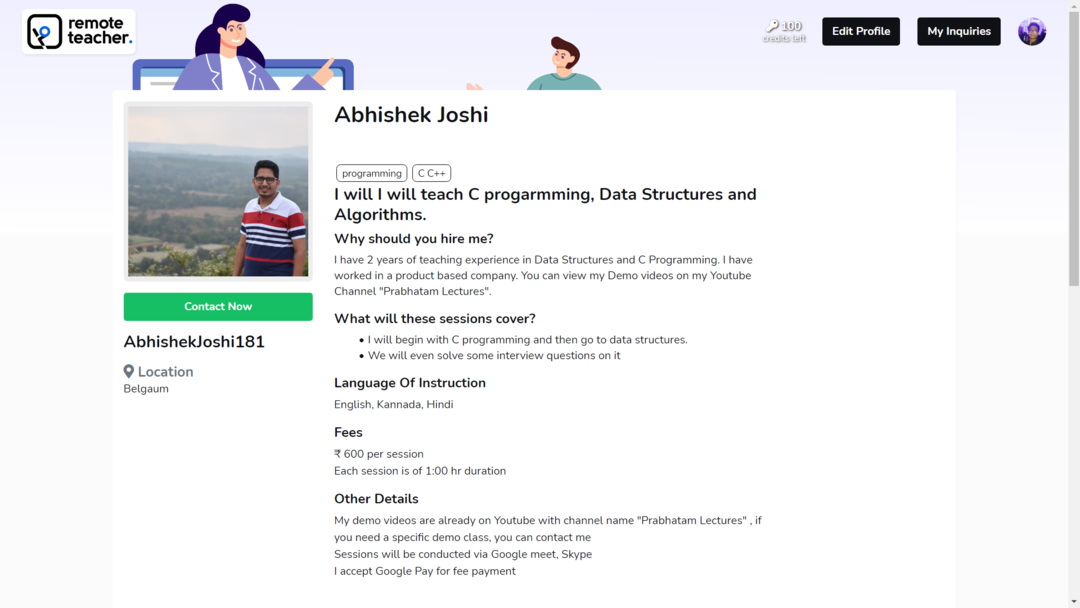 remote
teacher.
100
credits left
Edit Profile
My Inquiries
Abhishek Joshi
programming
C C++
I will I will teach C progarmming, Data Structures and
Algorithms.
Why should you hire me?
I have 2 years of teaching experience in Data Structures and C Programming. I have
worked in a product based company. You can view my Demo videos on my Youtube
Channel "Prabhatam Lectures".
Contact Now
What will these sessions cover?
• I will begin with C programming and then go to data structures.
• We will even solve some interview questions on it
AbhishekJoshi181
Location
Belgaum
Language Of Instruction
English, Kannada, Hindi
Fees
₹ 600 per session
Each session is of 1:00 hr duration
Other Details
My demo videos are already on Youtube with channel name "Prabhatam Lectures" , if
you need a specific demo class, you can contact me
Sessions will be conducted via Google meet, Skype
I accept Google Pay for fee payment